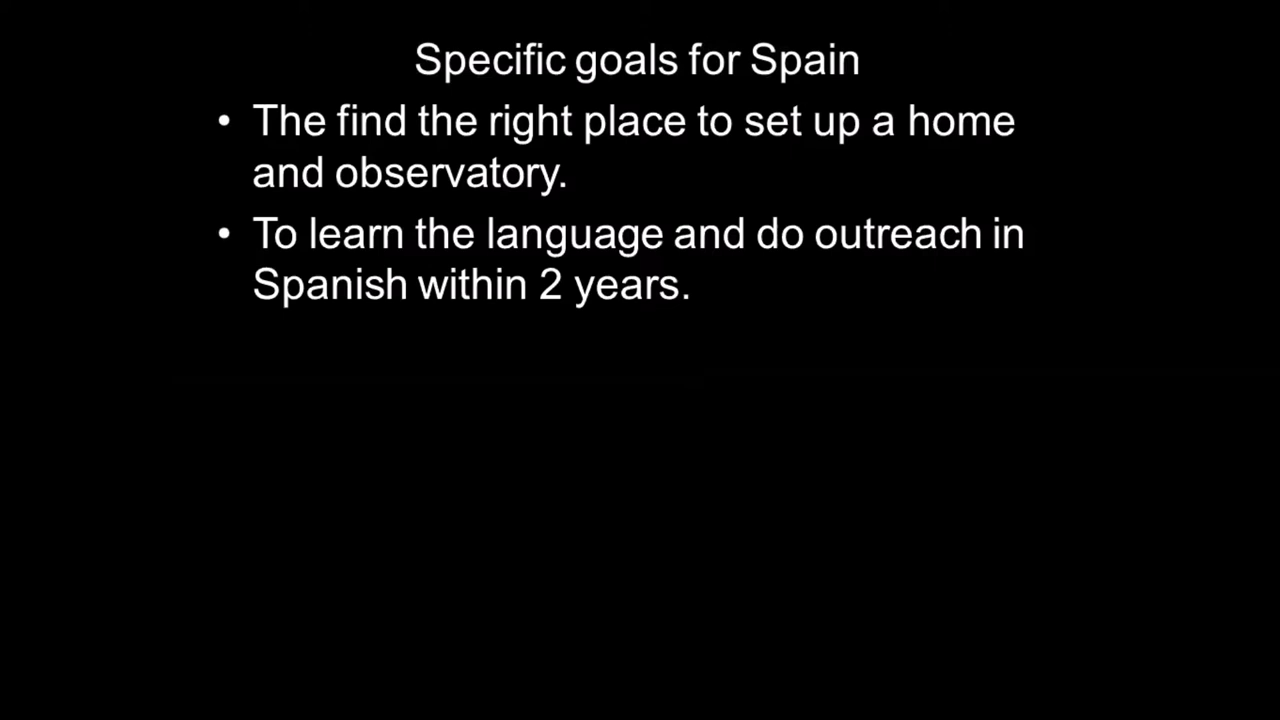 Specific goals for Spain
• The find the right place to set up a home
and observatory.
• To learn the language and do outreach in
Spanish within 2 years.